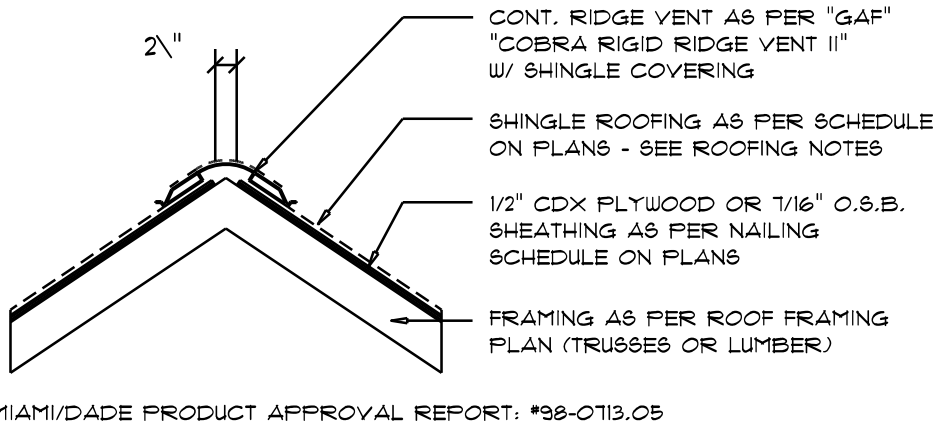 2\"
CONT. RIDGE VENT AS PER "GAF"
"COBRA RIGID RIDGE VENT II"
W/ SHINGLE COVERING
SHINGLE ROOFING AS PER SCHEDULE
ON PLANS - SEE ROOFING NOTES
1/2" CDX PLYWOOD OR 7/16" O.S.B.
SHEATHING AS PER NAILING
SCHEDULE ON PLANS
FRAMING AS PER ROOF FRAMING
PLAN (TRUSSES OR LUMBER)
MIAMI/DADE PRODUCT APPROVAL REPORT: #98-0713.05